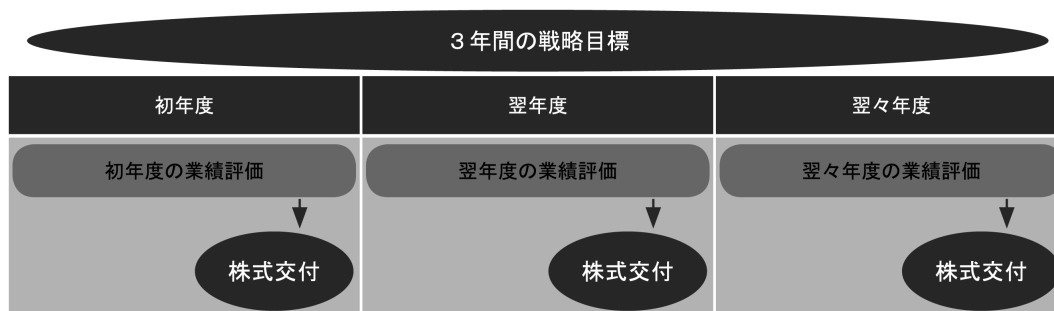 ３年間の戦略目標
初年度 翌年度 翌々年度
初年度の業績評価 翌年度の業績評価 翌々年度の業績評価
株式交付 株式交付 株式交付